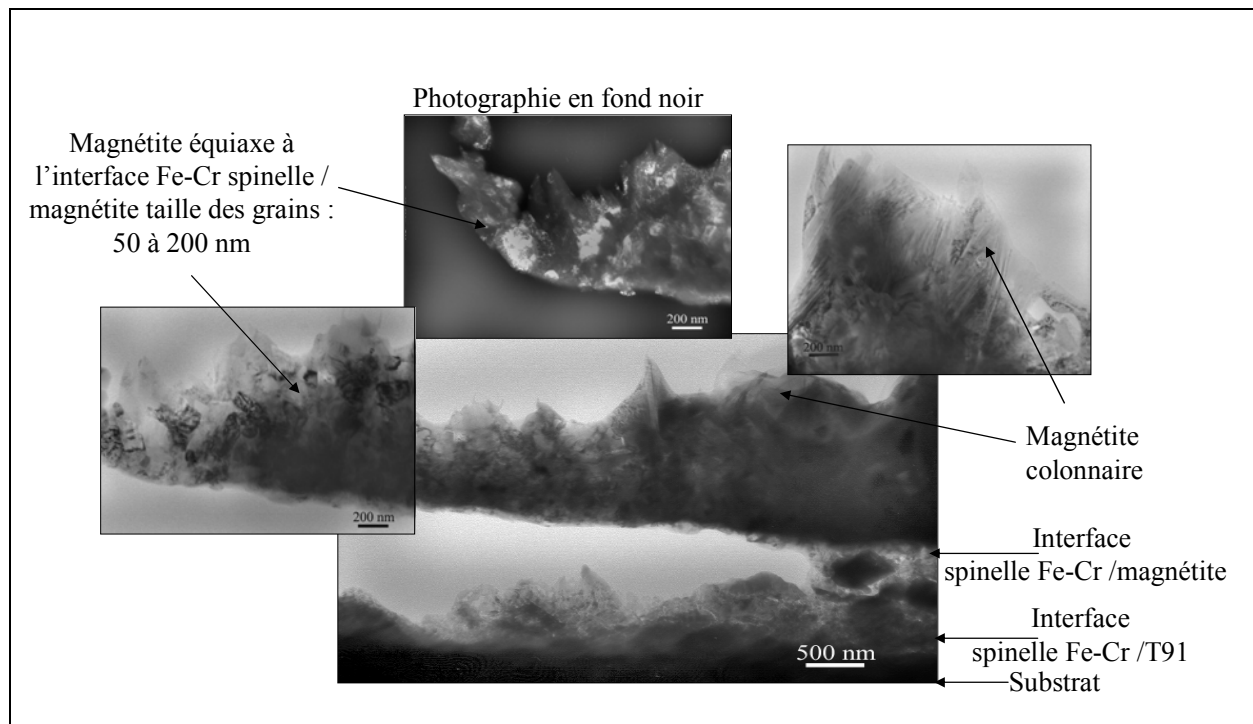 Photographie en fond noir
Magnétite équiaxe à
l’interface Fe-Cr spinelle /
magnétite taille des grains :
50 à 200 nm
200 nm
200 nm
200 nm
Magnétite
colonnaire
Interface
spinelle Fe-Cr /magnétite
Interface
spinelle Fe-Cr /T91
500 nm
Substrat